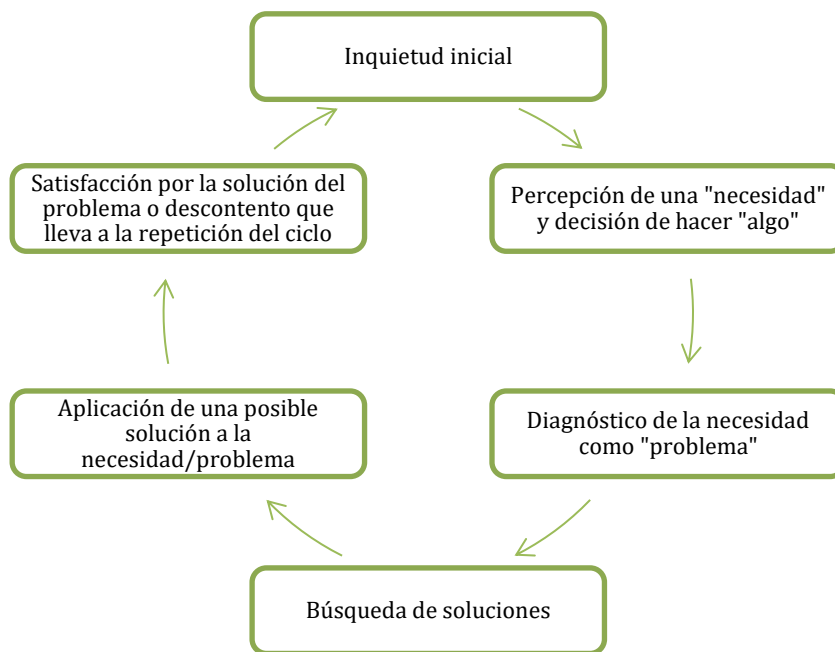 Inquietud inicial
Percepción de una "necesidad"
y decisión de hacer "algo"
Diagnóstico de la necesidad
como "problema"
Búsqueda de soluciones
Aplicación de una posible
solución a la
necesidad/problema
Satisfacción por la solución del
problema o descontento que
lleva a la repetición del ciclo